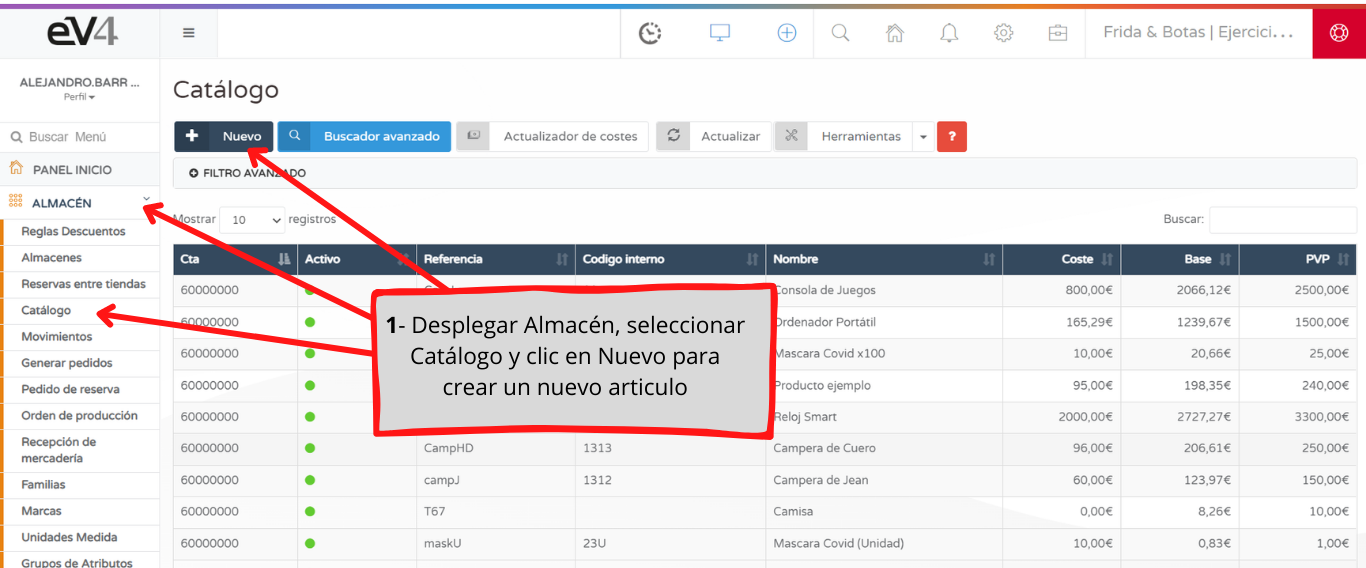 eV4
Frida & Botas | Ejercici...
ALEJANDRO.BARR ...
Perfil
Buscar Menú
PANEL INICIO
ALMACÉN
Reglas Descuentos
Almacenes
Reservas entre tiendas
Catálogo
Movimientos
Generar pedidos
Pedido de reserva
Orden de producción
Recepción de
mercadería
Familias
Marcas
Unidades Medida
Grupos de Atributos
Catálogo
Nuevo Buscador avanzado Actualizador de costes Actualizar Herramientas ?
FILTRO AVANZADO
Mostrar 10 registros Buscar:
Cta Activo Referencia Codigo interno Nombre Coste Base PVP
60000000 Consola de Juegos 800,00€ 2066,12€ 2500,00€
60000000 Ordenador Portátil 165,29€ 1239,67€ 1500,00€
60000000 Mascara Covid x100 10,00€ 20,66€ 25,00€
60000000 Producto ejemplo 95,00€ 198,35€ 240,00€
60000000 Reloj Smart 2000,00€ 2727,27€ 3300,00€
60000000 CampHD 1313 Campera de Cuero 96,00€ 206,61€ 250,00€
60000000 campJ 1312 Campera de Jean 60,00€ 123,97€ 150,00€
60000000 T67 Camisa 0,00€ 8,26€ 10,00€
60000000 maskU 23U Mascara Covid (Unidad) 10,00€ 0,83€ 1,00€
1- Desplegar Almacén, seleccionar
Catálogo y clic en Nuevo para
crear un nuevo articulo